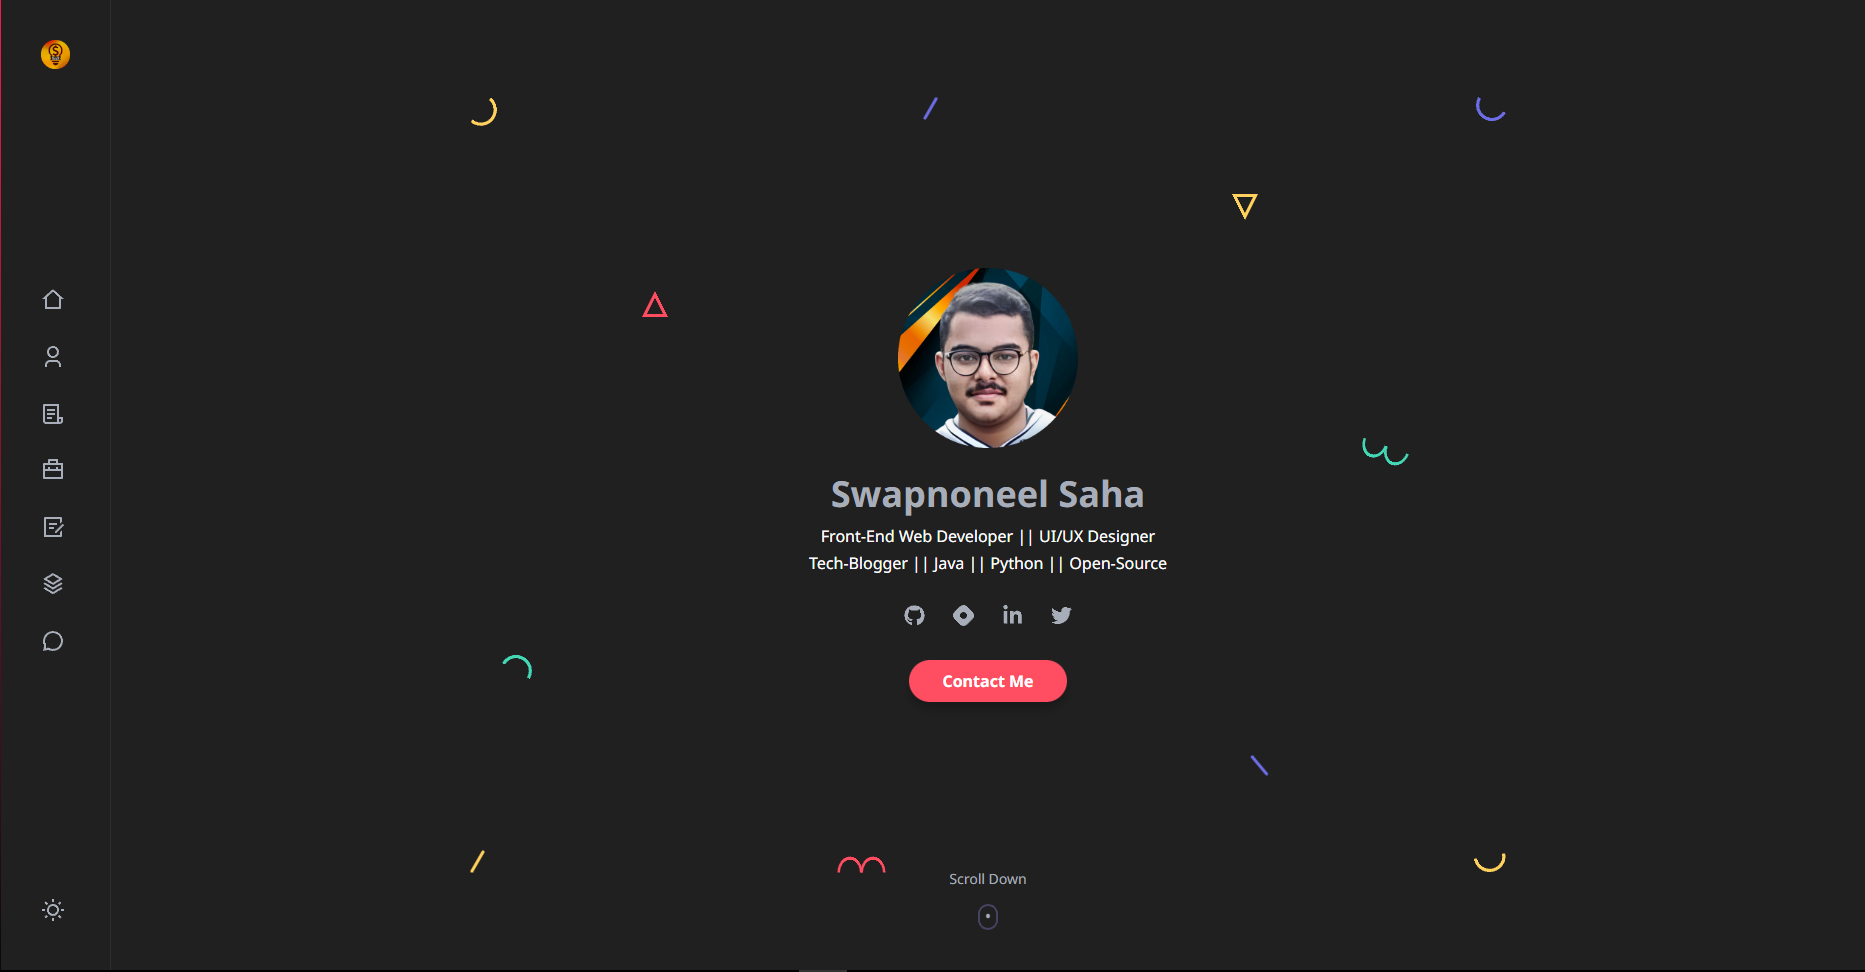 Swapnoneel Saha
Front-End Web Developer || UI/UX Designer
Tech-Blogger || Java || Python || Open-Source
in
Contact Me
Scroll Down